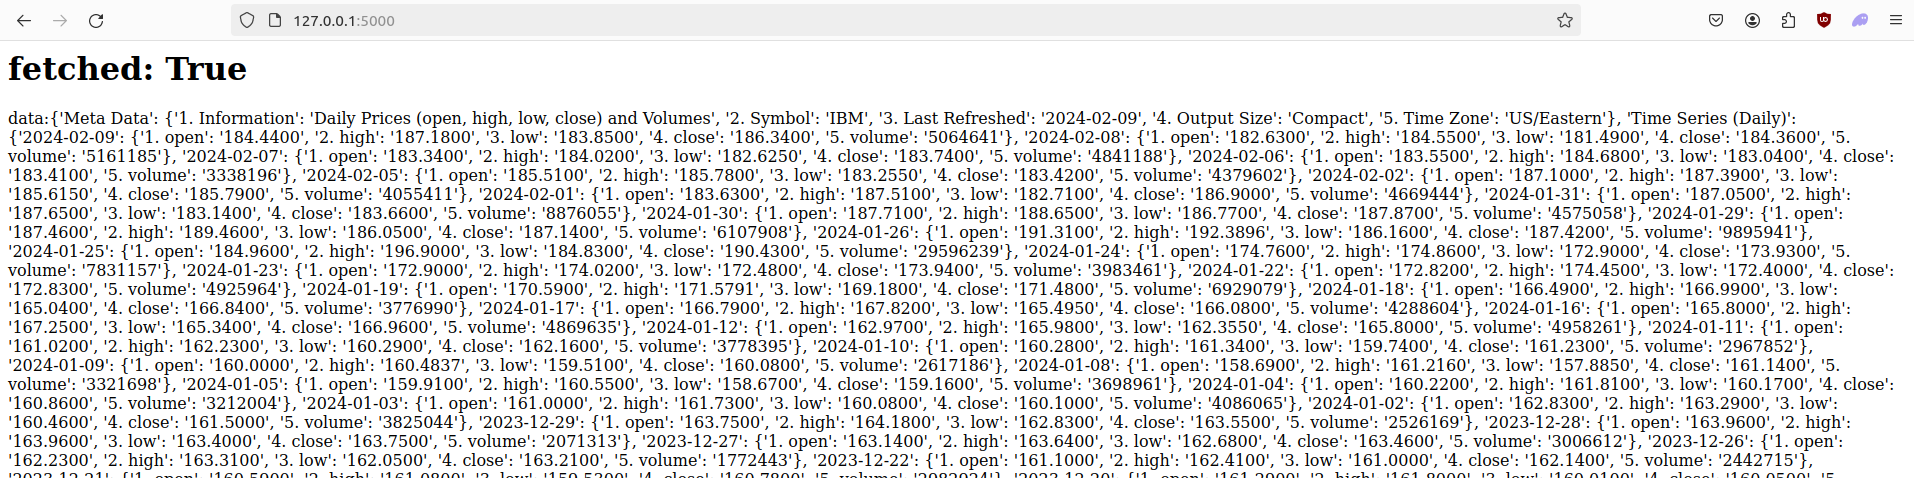 127.0.0.1:5000
fetched: True
data:{'Meta Data': {'1. Information': 'Daily Prices (open, high, low, close) and Volumes', '2. Symbol': 'IBM', '3. Last Refreshed': '2024-02-09', '4. Output Size': 'Compact', '5. Time Zone': 'US/Eastern'}, 'Time Series (Daily)':
{'2024-02-09': {'1. open': '184.4400', '2. high': '187.1800', '3. low': '183.8500', '4. close': '186.3400', '5. volume': '5064641'}, '2024-02-08': {'1. open': '182.6300', '2. high': '184.5500', '3. low': '181.4900', '4. close': '184.3600', '5.
volume': '5161185'}, '2024-02-07': {'1. open': '183.3400', '2. high': '184.0200', '3. low': '182.6250', '4. close': '183.7400', '5. volume': '4841188'}, '2024-02-06': {'1. open': '183.5500', '2. high': '184.6800', '3. low': '183.0400', '4. close':
'183.4100', '5. volume': '3338196'}, '2024-02-05': {'1. open': '185.5100', '2. high': '185.7800', '3. low': '183.2550', '4. close': '183.4200', '5. volume': '4379602'}, '2024-02-02': {'1. open': '187.1000', '2. high': '187.3900', '3. low':
'185.6150', '4. close': '185.7900', '5. volume': '4055411'}, '2024-02-01': {'1. open': '183.6300', '2. high': '187.5100', '3. low': '182.7100', '4. close': '186.9000', '5. volume': '4669444'}, '2024-01-31': {'1. open': '187.0500', '2. high':
'187.6500', '3. low': '183.1400', '4. close': '183.6600', '5. volume': '8876055'}, '2024-01-30': {'1. open': '187.7100', '2. high': '188.6500', '3. low': '186.7700', '4. close': '187.8700', '5. volume': '4575058'}, '2024-01-29': {'1. open':
'187.4600', '2. high': '189.4600', '3. low': '186.0500', '4. close': '187.1400', '5. volume': '6107908'}, '2024-01-26': {'1. open': '191.3100', '2. high': '192.3896', '3. low': '186.1600', '4. close': '187.4200', '5. volume': '9895941'},
'2024-01-25': {'1. open': '184.9600', '2. high': '196.9000', '3. low': '184.8300', '4. close': '190.4300', '5. volume': '29596239'}, '2024-01-24': {'1. open': '174.7600', '2. high': '174.8600', '3. low': '172.9000', '4. close': '173.9300', '5.
volume': '7831157'}, '2024-01-23': {'1. open': '172.9000', '2. high': '174.0200', '3. low': '172.4800', '4. close': '173.9400', '5. volume': '3983461'}, '2024-01-22': {'1. open': '172.8200', '2. high': '174.4500', '3. low': '172.4000', '4. close':
'172.8300', '5. volume': '4925964'}, '2024-01-19': {'1. open': '170.5900', '2. high': '171.5791', '3. low': '169.1800', '4. close': '171.4800', '5. volume': '6929079'}, '2024-01-18': {'1. open': '166.4900', '2. high': '166.9900', '3. low':
'165.0400', '4. close': '166.8400', '5. volume': '3776990'}, '2024-01-17': {'1. open': '166.7900', '2. high': '167.8200', '3. low': '165.4950', '4. close': '166.0800', '5. volume': '4288604'}, '2024-01-16': {'1. open': '165.8000', '2. high':
'167.2500', '3. low': '165.3400', '4. close': '166.9600', '5. volume': '4869635'}, '2024-01-12': {'1. open': '162.9700', '2. high': '165.9800', '3. low': '162.3550', '4. close': '165.8000', '5. volume': '4958261'}, '2024-01-11': {'1. open':
'161.0200', '2. high': '162.2300', '3. low': '160.2900', '4. close': '162.1600', '5. volume': '3778395'}, '2024-01-10': {'1. open': '160.2800', '2. high': '161.3400', '3. low': '159.7400', '4. close': '161.2300', '5. volume': '2967852'},
'2024-01-09': {'1. open': '160.0000', '2. high': '160.4837', '3. low': '159.5100', '4. close': '160.0800', '5. volume': '2617186'}, '2024-01-08': {'1. open': '158.6900', '2. high': '161.2160', '3. low': '157.8850', '4. close': '161.1400', '5.
volume': '3321698'}, '2024-01-05': {'1. open': '159.9100', '2. high': '160.5500', '3. low': '158.6700', '4. close': '159.1600', '5. volume': '3698961'}, '2024-01-04': {'1. open': '160.2200', '2. high': '161.8100', '3. low': '160.1700', '4. close':
'160.8600', '5. volume': '3212004'}, '2024-01-03': {'1. open': '161.0000', '2. high': '161.7300', '3. low': '160.0800', '4. close': '160.1000', '5. volume': '4086065'}, '2024-01-02': {'1. open': '162.8300', '2. high': '163.2900', '3. low':
'160.4600', '4. close': '161.5000', '5. volume': '3825044'}, '2023-12-29': {'1. open': '163.7500', '2. high': '164.1800', '3. low': '162.8300', '4. close': '163.5500', '5. volume': '2526169'}, '2023-12-28': {'1. open': '163.9600', '2. high':
'163.9600', '3. low': '163.4000', '4. close': '163.7500', '5. volume': '2071313'}, '2023-12-27': {'1. open': '163.1400', '2. high': '163.6400', '3. low': '162.6800', '4. close': '163.4600', '5. volume': '3006612'}, '2023-12-26': {'1. open':
'162.2300', '2. high': '163.3100', '3. low': '162.0500', '4. close': '163.2100', '5. volume': '1772443'}, '2023-12-22': {'1. open': '161.1000', '2. high': '162.4100', '3. low': '161.0000', '4. close': '162.1400', '5. volume': '2442715'},